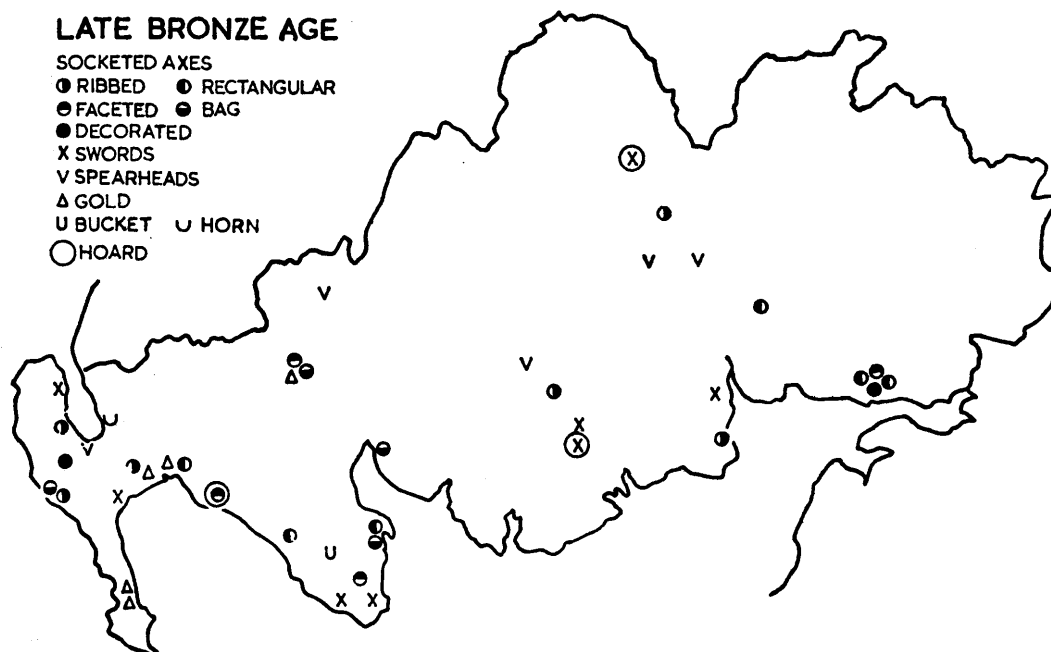 LATE BRONZE AGE
SOCKETED AXES
RIBBED RECTANGULAR
FACETED BAG
DECORATED
X SWORDS
V SPEARHEADS
Δ GOLD
U BUCKET ∪ HORN
HOARD